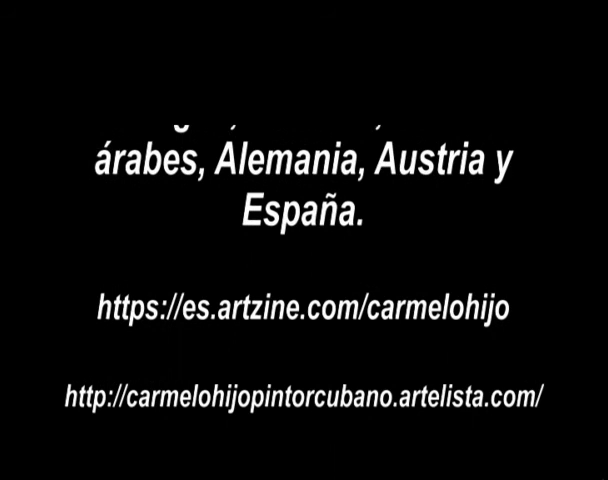 árabes, Alemania, Austria y
España.
https://es.artzine.com/carmelohijo
http://carmelohijopintorcubano.artelista.com/